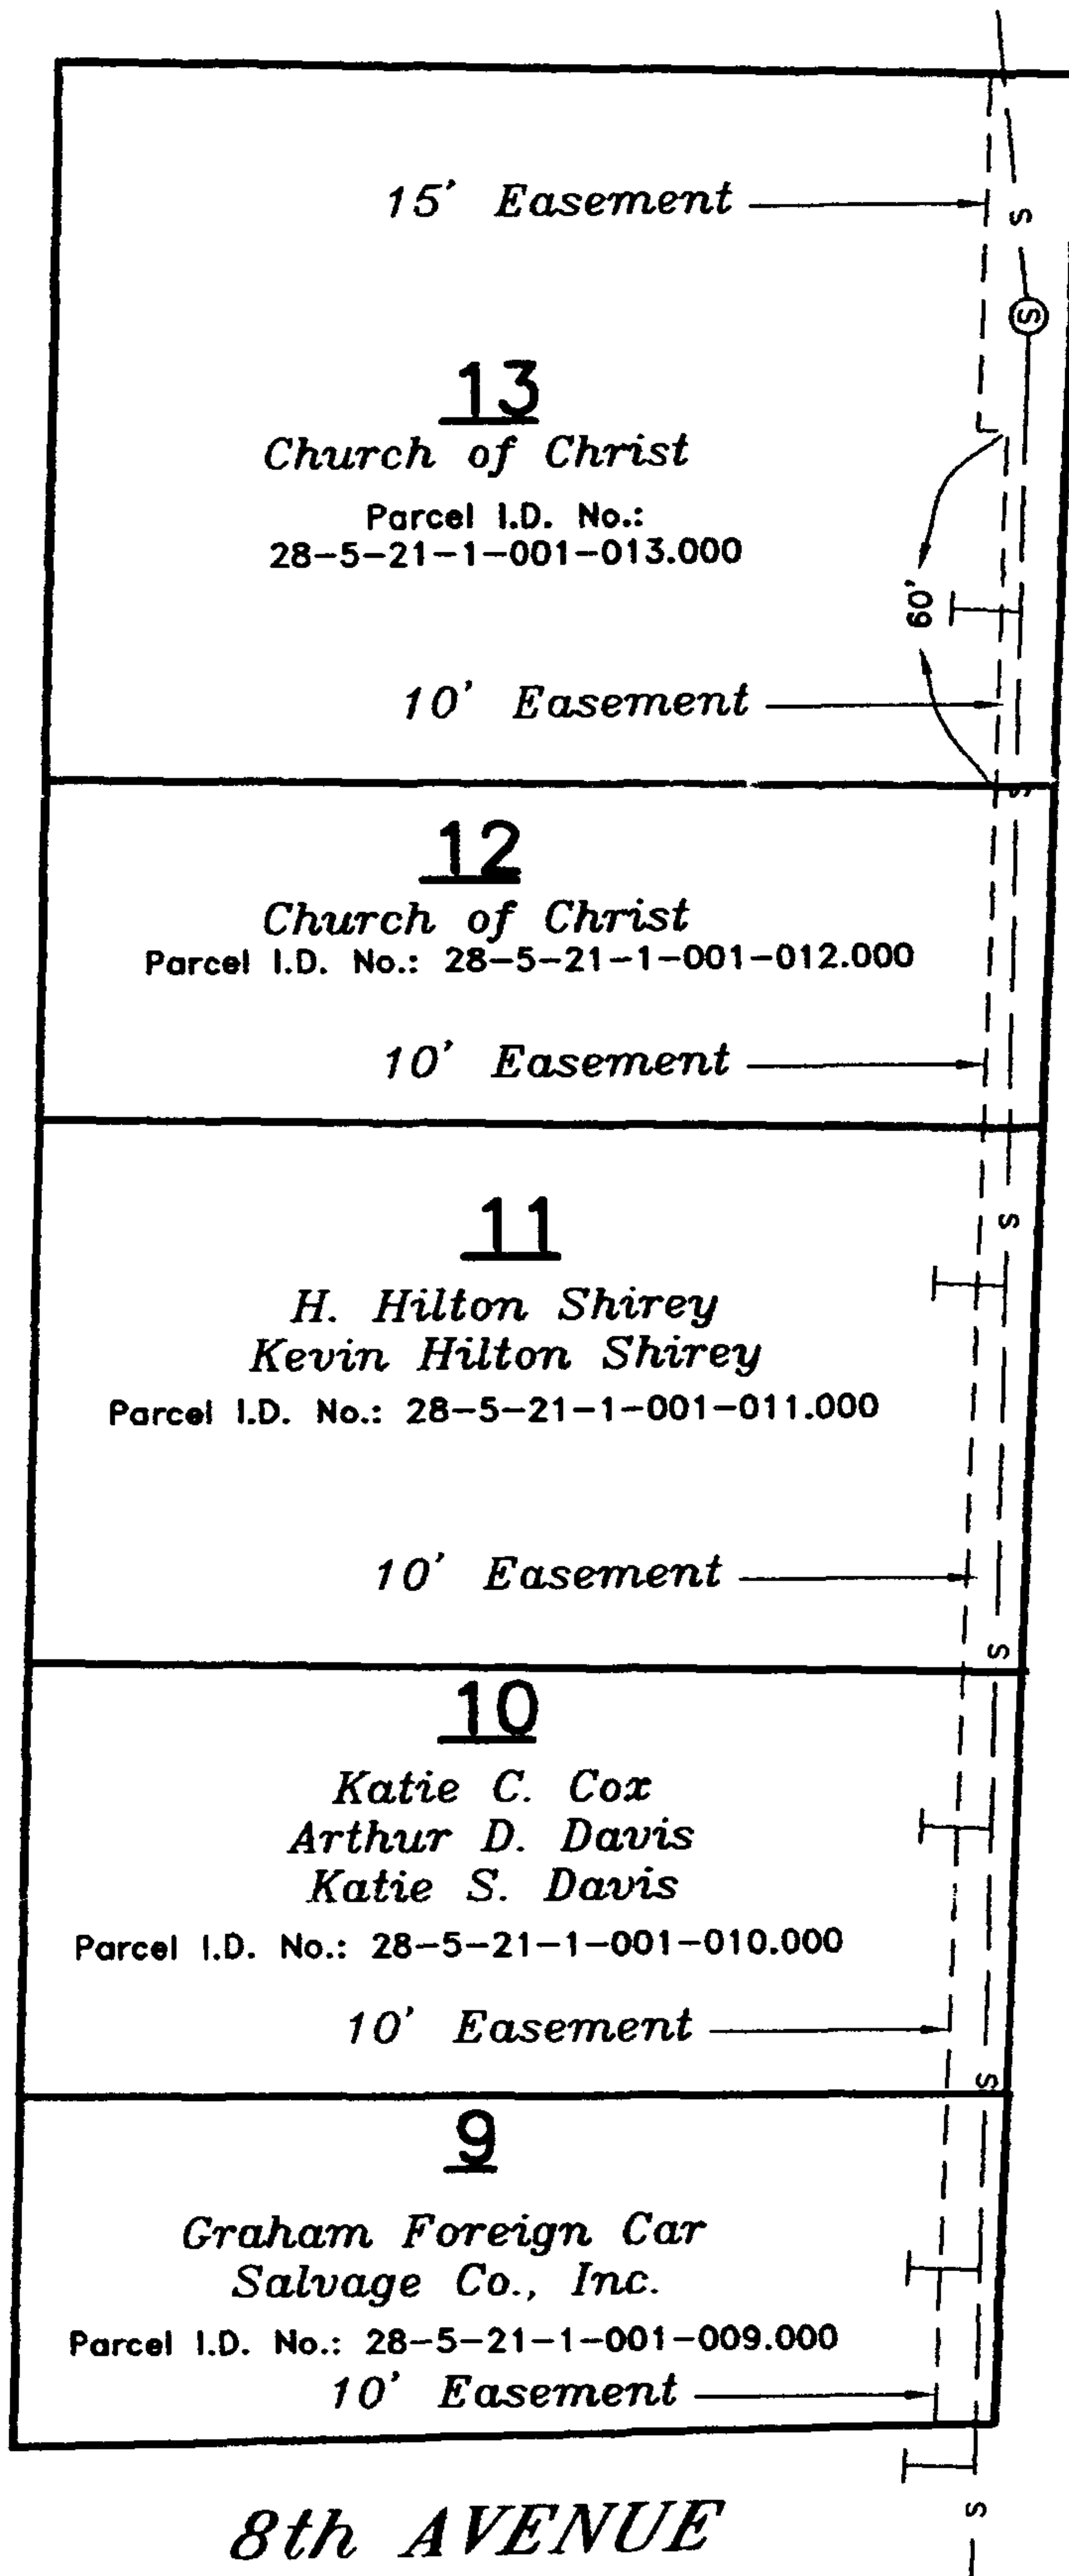 15' Easement
S
S
13
Church of Christ
Parcel I.D. No.:
28-5-21-1-001-013.000
60'
10' Easement
S
12
Church of Christ
Parcel I.D. No.: 28-5-21-1-001-012.000
10' Easement
11
S
H. Hilton Shirey
Kevin Hilton Shirey
Parcel I.D. No.: 28-5-21-1-001-011.000
10' Easement
S
10
Katie C. Cox
Arthur D. Davis
Katie S. Davis
Parcel I.D. No.: 28-5-21-1-001-010.000
10' Easement
S
9
Graham Foreign Car
Salvage Co., Inc.
Parcel I.D. No.: 28-5-21-1-001-009.000
10' Easement
8th AVENUE
S